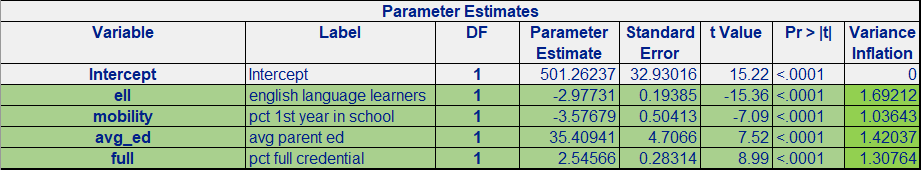 Parameter Estimates
Variable Label DF Parameter Estimate Standard Error t Value Pr > |t| Variance Inflation
Intercept Intercept 1 501.26237 32.93016 15.22 <.0001 0
ell english language learners 1 -2.97731 0.19385 -15.36 <.0001 1.69212
mobility pct 1st year in school 1 -3.57679 0.50413 -7.09 <.0001 1.03643
avg_ed avg parent ed 1 35.40941 4.7066 7.52 <.0001 1.42037
full pct full credential 1 2.54566 0.28314 8.99 <.0001 1.30764